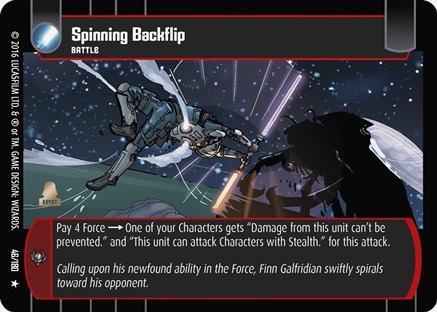 Spinning Backflip
BATTLE
© 2016 LUCASFILM LTD. & ® or TM. GAME DESIGN: WIZARDS.
46/180
Pay 4 Force → One of your Characters gets "Damage from this unit can't be
prevented." and "This unit can attack Characters with Stealth." for this attack.
Calling upon his newfound ability in the Force, Finn Galfridian swiftly spirals
toward his opponent.